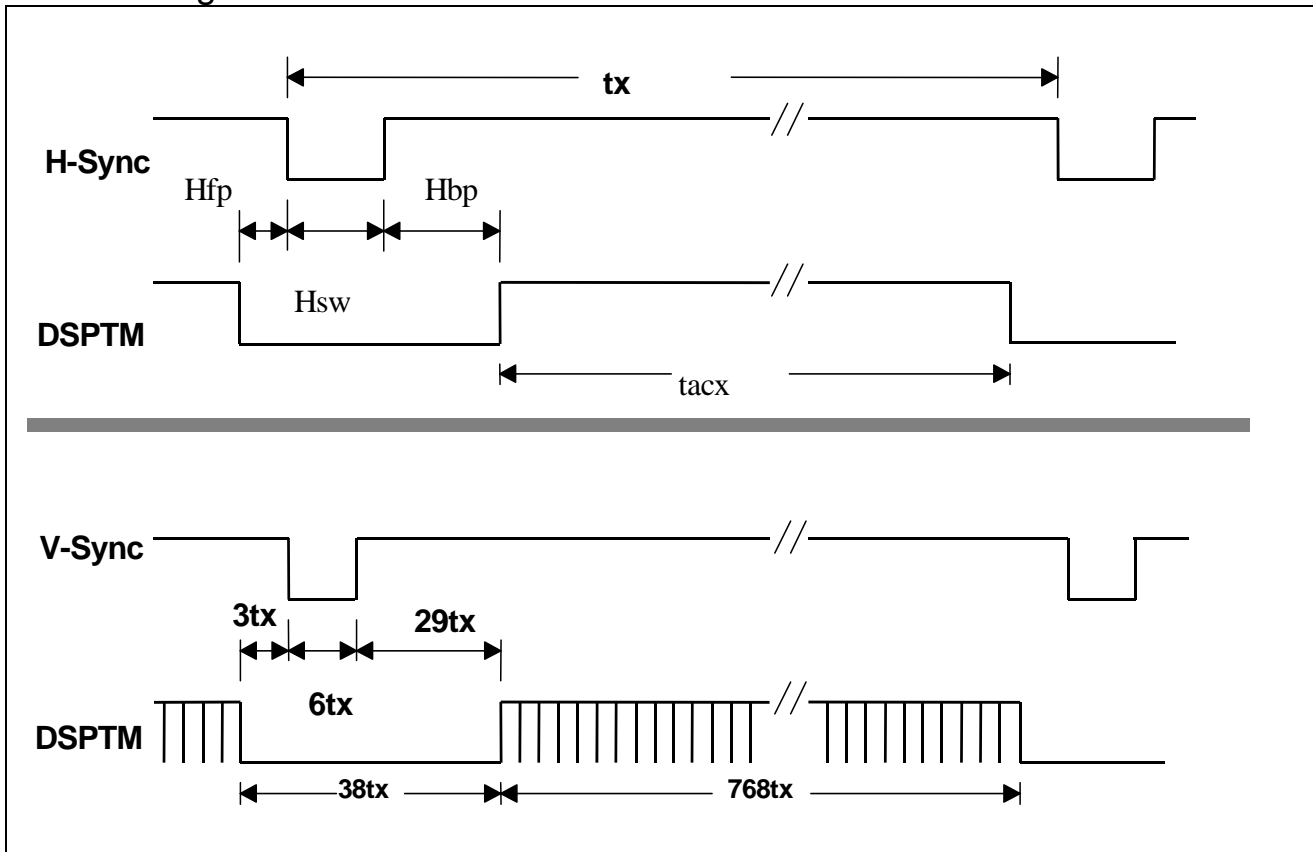 tx
H-Sync
Hfp
Hbp
Hsw
DSPTM
tacx
V-Sync
3tx
29tx
6tx
DSPTM
38tx
768tx